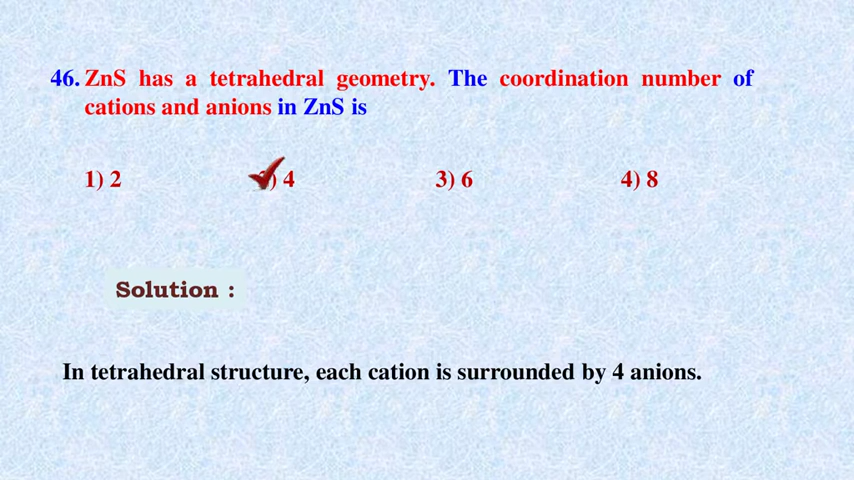 46. ZnS has a tetrahedral geometry. The coordination number of
cations and anions in ZnS is
1) 2 ) 4 3) 6 4) 8
Solution :
In tetrahedral structure, each cation is surrounded by 4 anions.